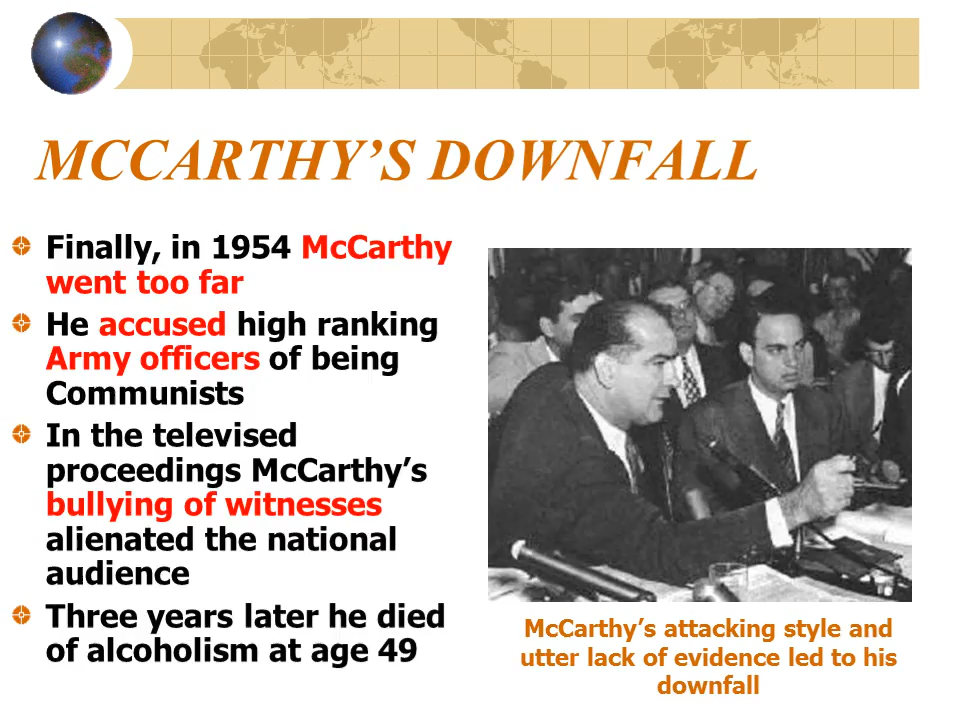 MCCARTHY’S DOWNFALL
Finally, in 1954 McCarthy
went too far
He accused high ranking
Army officers of being
Communists
In the televised
proceedings McCarthy’s
bullying of witnesses
alienated the national
audience
Three years later he died
of alcoholism at age 49
McCarthy’s attacking style and
utter lack of evidence led to his
downfall